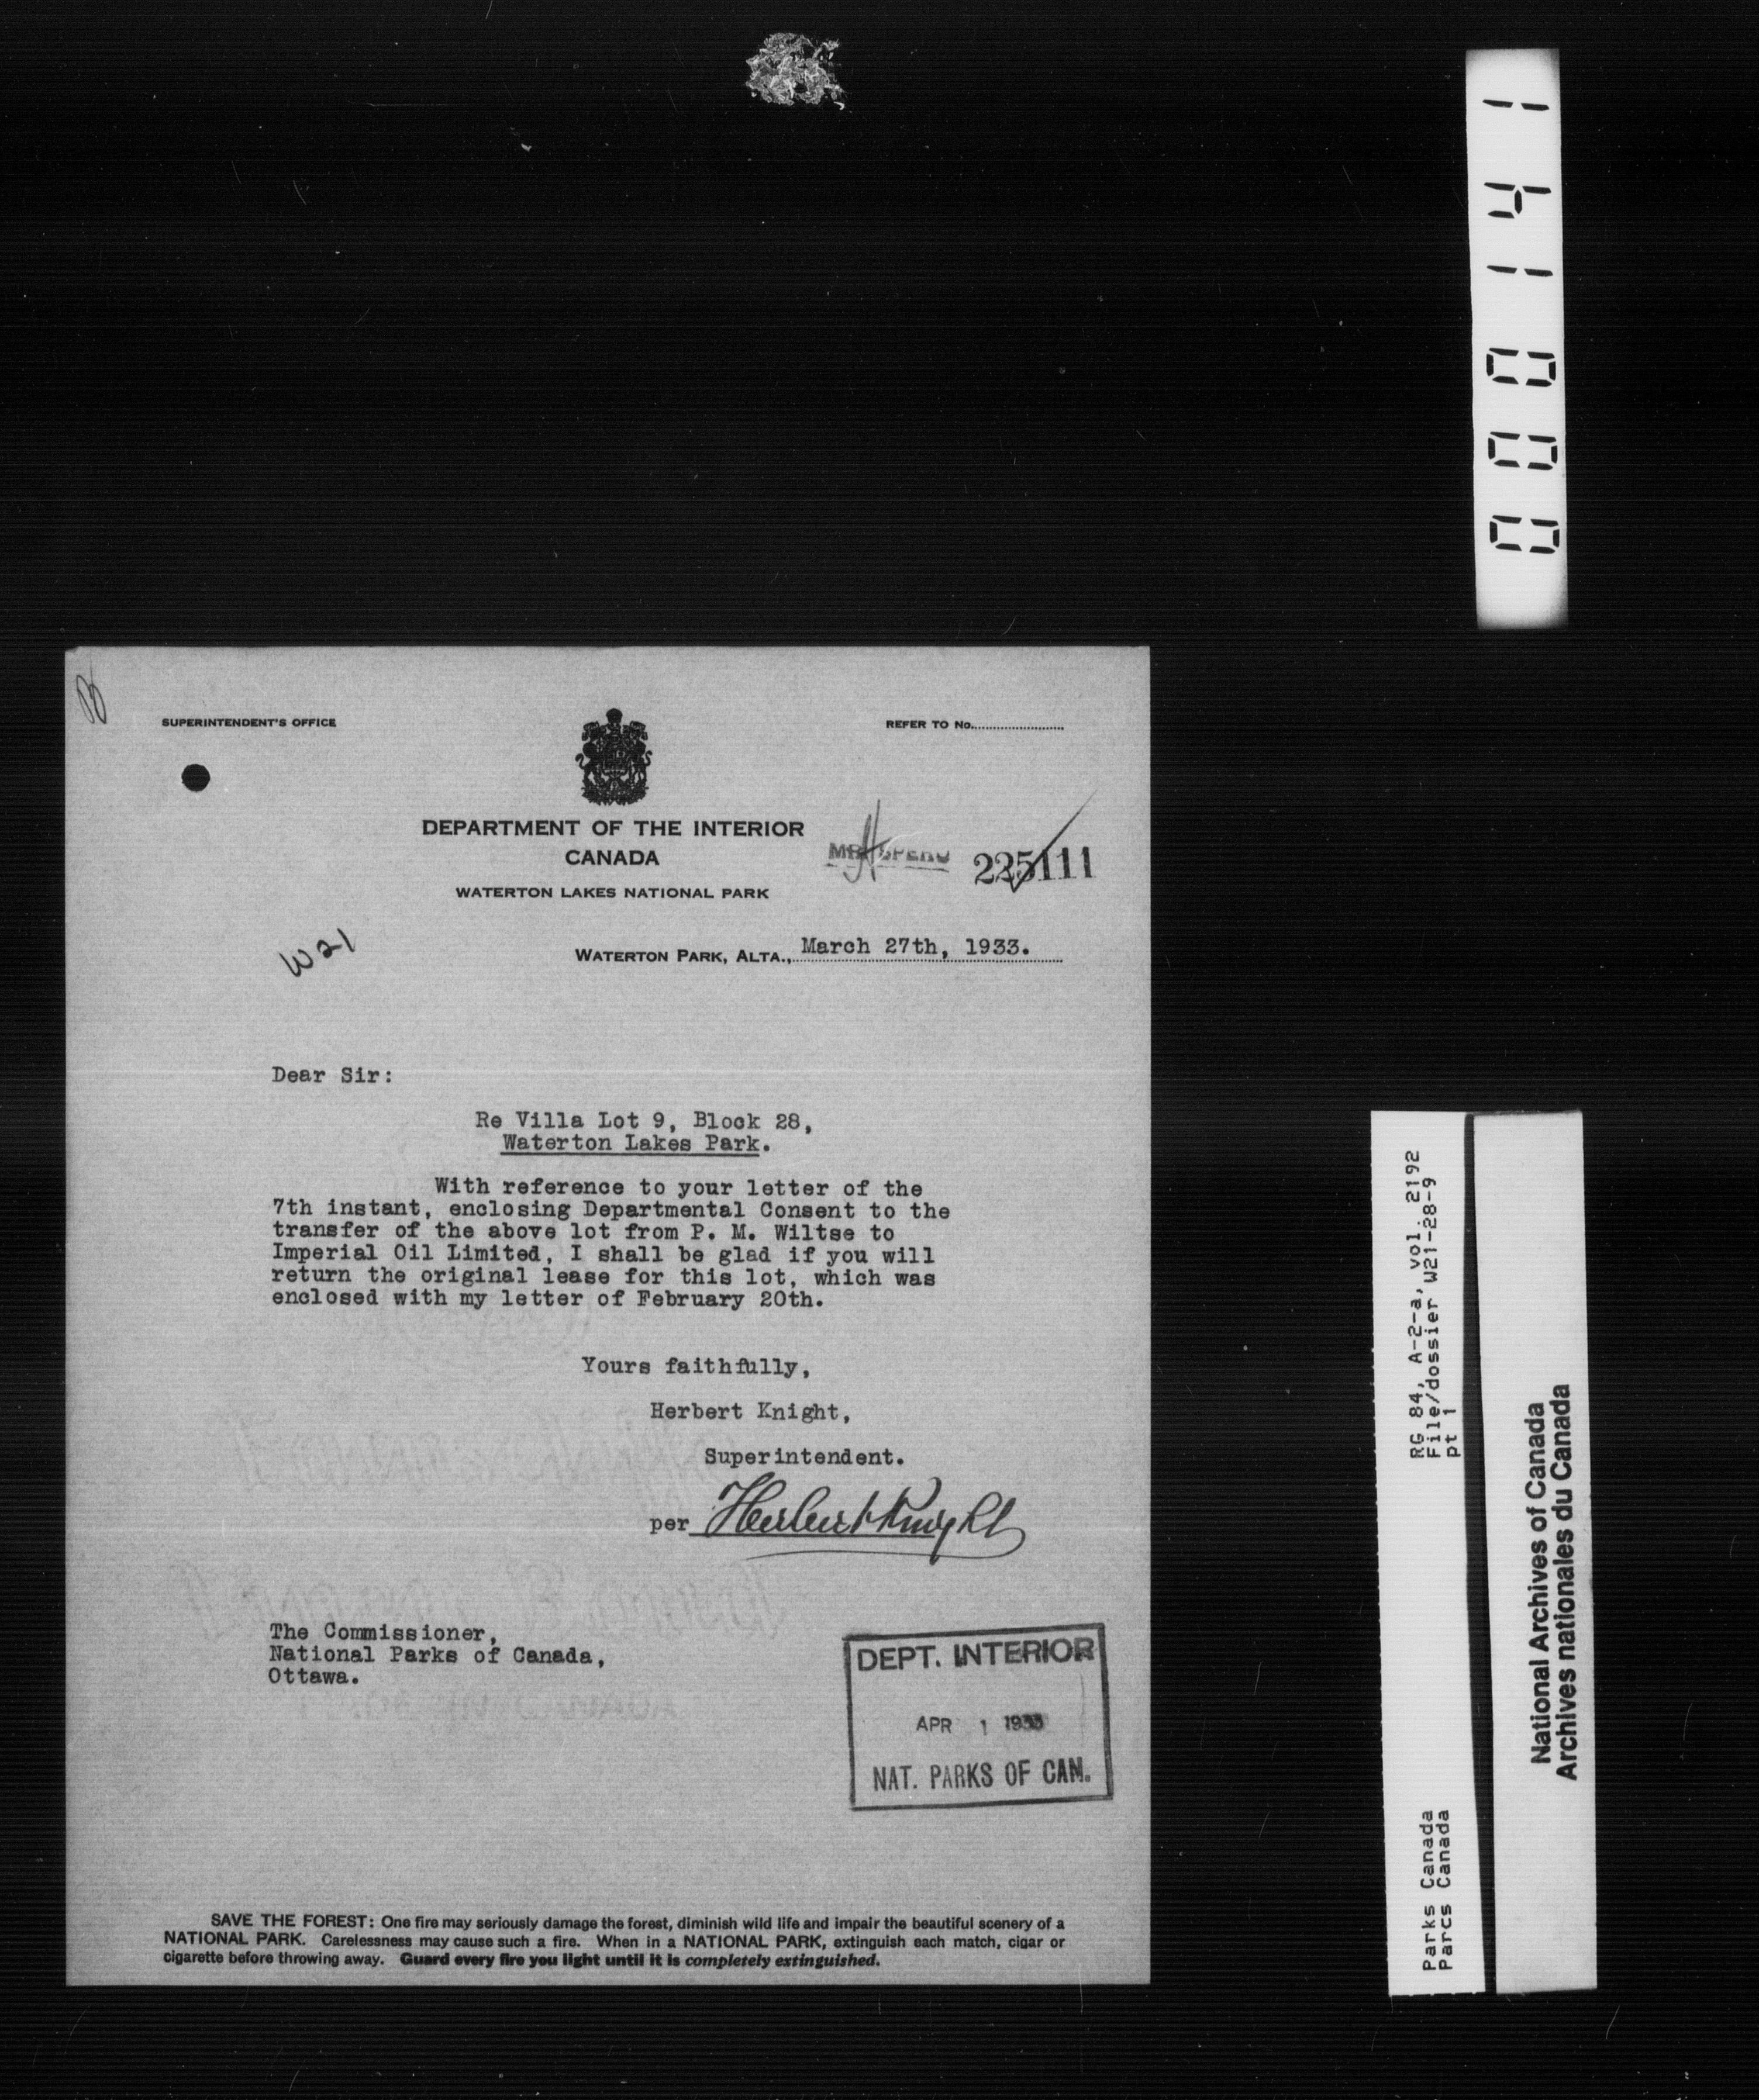 000141
SUPERINTENDENT'S OFFICE
REFER TO No.
DEPARTMENT OF THE INTERIOR
CANADA
WATERTON LAKES NATIONAL PARK
225111
W21
WATERTON PARK, ALTA., March 27th, 1933.
Dear Sir:
Re Villa Lot 9, Block 28,
Waterton Lakes Park.
With reference to your letter of the
7th instant, enclosing Departmental Consent to the
transfer of the above lot from P. M. Wiltse to
Imperial Oil Limited, I shall be glad if you will
return the original lease for this lot, which was
enclosed with my letter of February 20th.
Yours faithfully,
Herbert Knight,
Superintendent.
per Herbert Knight
The Commissioner,
National Parks of Canada,
Ottawa.
DEPT. INTERIOR
APR 1 1933
NAT. PARKS OF CAN.
SAVE THE FOREST: One fire may seriously damage the forest, diminish wild life and impair the beautiful scenery of a
NATIONAL PARK. Carelessness may cause such a fire. When in a NATIONAL PARK, extinguish each match, cigar or
cigarette before throwing away. Guard every fire you light until it is completely extinguished.
RG 84, A-2-a, vol. 2192
File/dossier W21-28-9
pt 1
Parks Canada
Parcs Canada
National Archives of Canada
Archives nationales du Canada